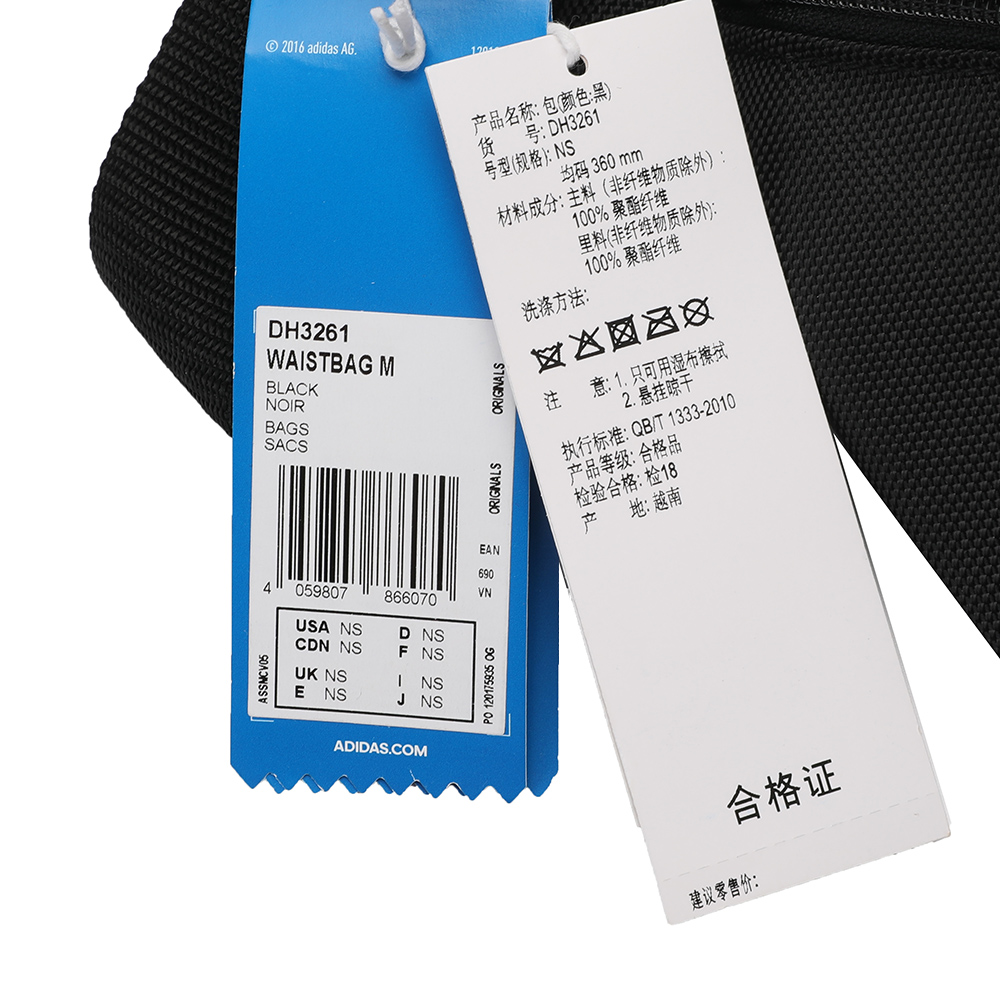 © 2016 adidas AG.
DH3261
WAISTBAG M
BLACK
NOIR
BAGS
SACS
ORIGINALS
ORIGINALS
EAN
690
VN
4 059807 866070
USA NS D NS
CDN NS F NS
UK NS I NS
E NS J NS
ASSMCV05
PO 120175935 OG
ADIDAS.COM
产品名称: 包(颜色:黑)
货 号: DH3261
号型(规格): NS
均码 360 mm
材料成分: 主料（非纤维物质除外）:
100% 聚酯纤维
里料(非纤维物质除外):
100% 聚酯纤维
洗涤方法:
注 意: 1. 只可用湿布擦拭
2. 悬挂晾干
执行标准: QB/T 1333-2010
产品等级: 合格品
检验合格: 检18
产 地: 越南
合格证
建议零售价: